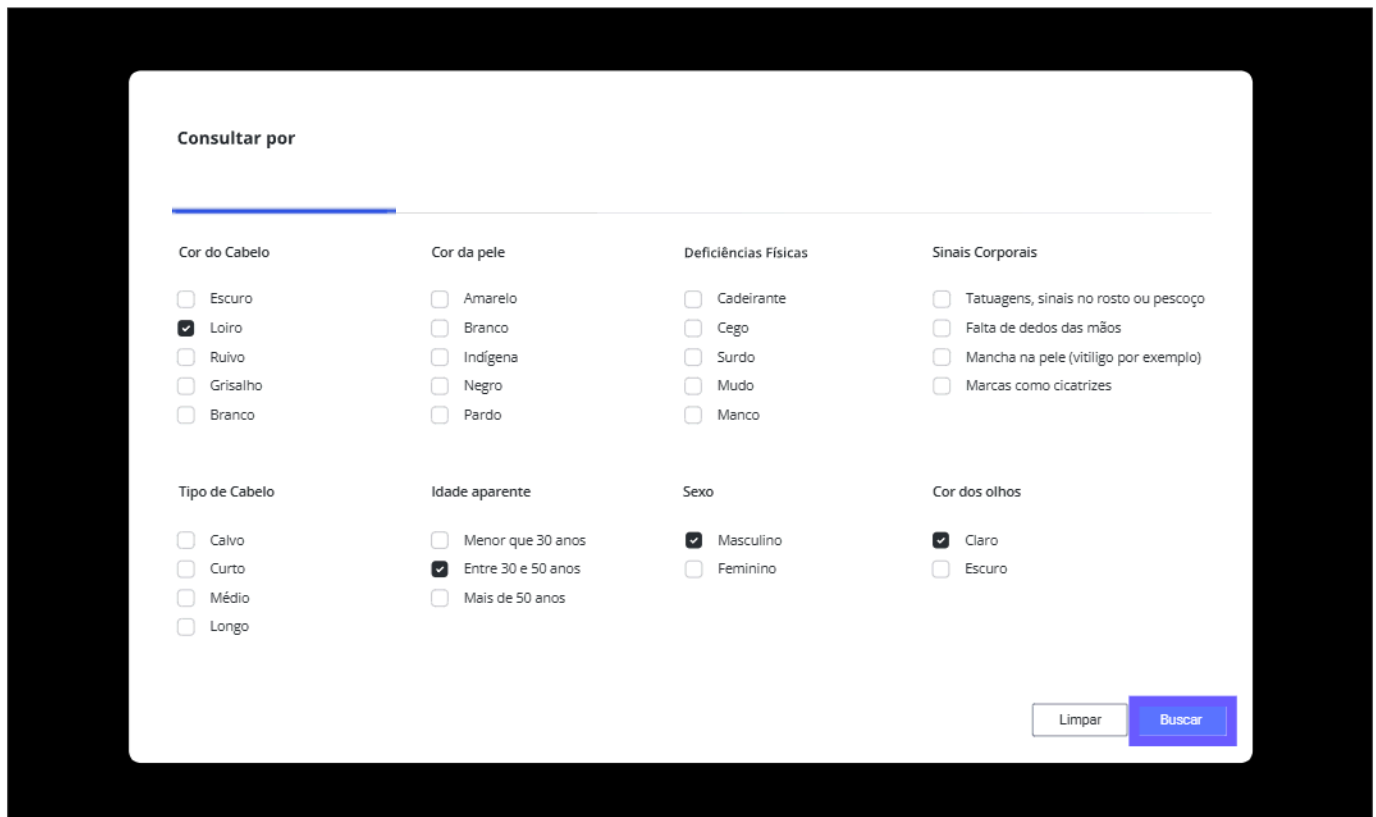 Consultar por
Cor do Cabelo
Escuro
Loiro
Ruivo
Grisalho
Branco
Cor da pele
Amarelo
Branco
Indígena
Negro
Pardo
Deficiências Físicas
Cadeirante
Cego
Surdo
Mudo
Manco
Sinais Corporais
Tatuagens, sinais no rosto ou pescoço
Falta de dedos das mãos
Mancha na pele (vitiligo por exemplo)
Marcas como cicatrizes
Tipo de Cabelo
Calvo
Curto
Médio
Longo
Idade aparente
Menor que 30 anos
Entre 30 e 50 anos
Mais de 50 anos
Sexo
Masculino
Feminino
Cor dos olhos
Claro
Escuro
Limpar
Buscar